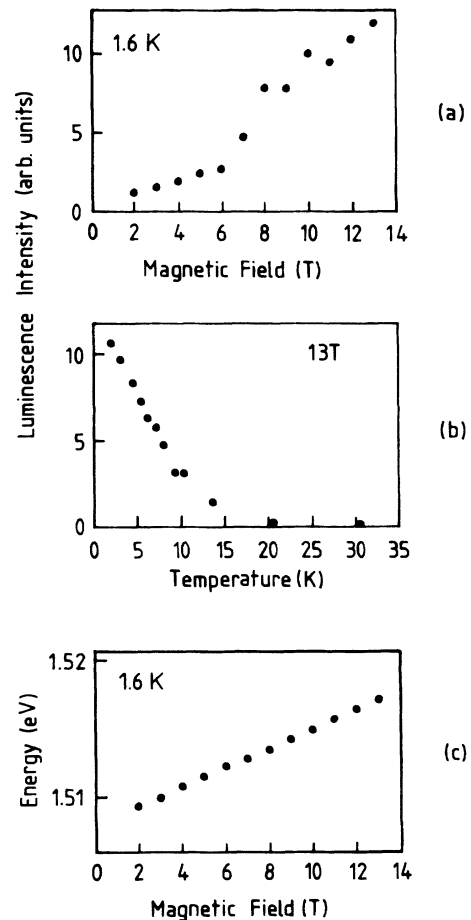 Luminescence Intensity (arb. units)
10
5
0
1.6 K
0 2 4 6 8 10 12 14
Magnetic Field (T)
(a)
10
5
0
13T
0 5 10 15 20 25 30 35
Temperature (K)
(b)
Energy (eV)
1.52
1.51
1.6 K
0 2 4 6 8 10 12 14
Magnetic Field (T)
(c)